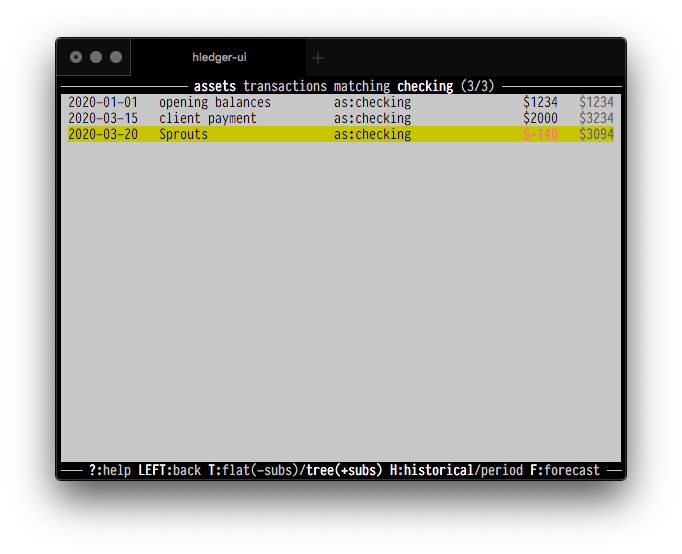 hledger-ui
assets transactions matching checking (3/3)
2020-01-01 opening balances as:checking $1234 $1234
2020-03-15 client payment as:checking $2000 $3234
2020-03-20 Sprouts as:checking $-140 $3094
?:help LEFT:back T:flat(-subs)/tree(+subs) H:historical/period F:forecast